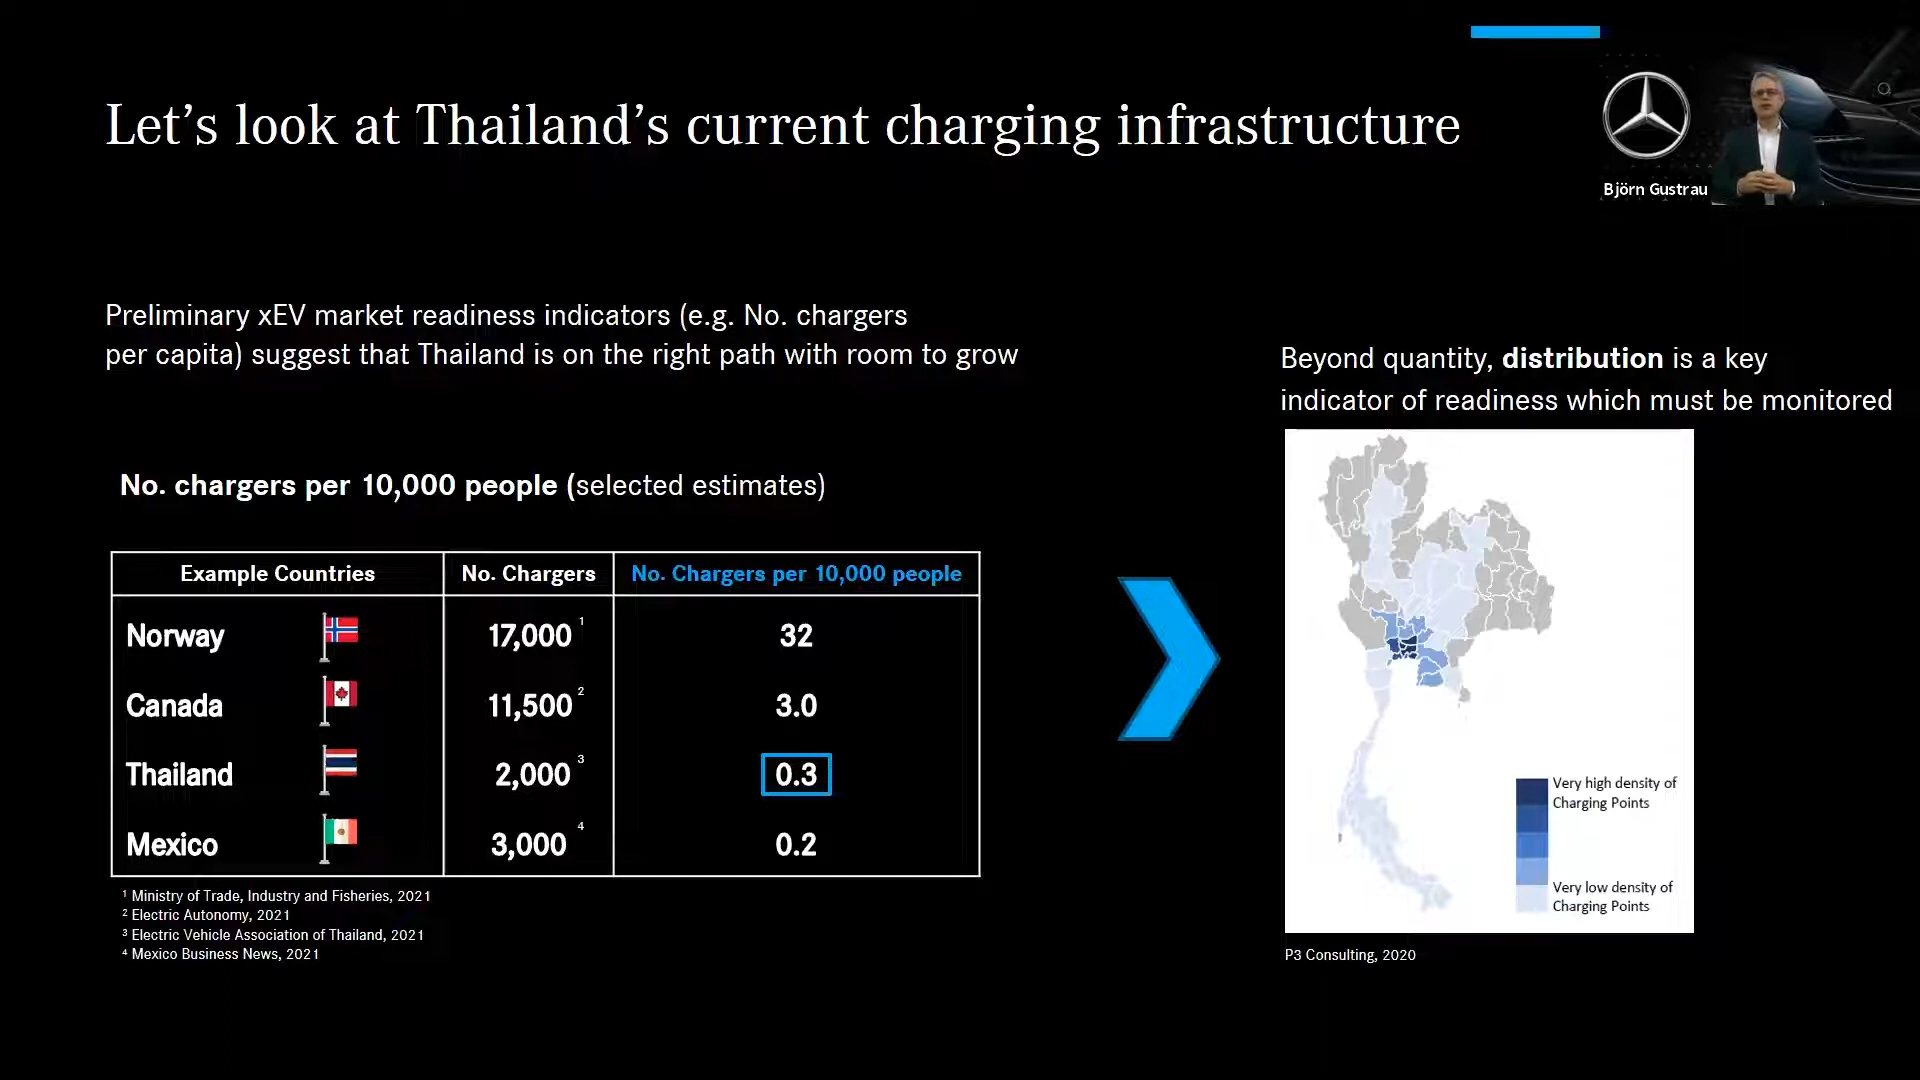 Let's look at Thailand's current charging infrastructure
Björn Gustrau
Preliminary xEV market readiness indicators (e.g. No. chargers
per capita) suggest that Thailand is on the right path with room to grow
No. chargers per 10,000 people (selected estimates)
Example Countries No. Chargers No. Chargers per 10,000 people
Norway 17,000 1 32
Canada 11,500 2 3.0
Thailand 2,000 3 0.3
Mexico 3,000 4 0.2
1 Ministry of Trade, Industry and Fisheries, 2021
2 Electric Autonomy, 2021
3 Electric Vehicle Association of Thailand, 2021
4 Mexico Business News, 2021
Beyond quantity, distribution is a key
indicator of readiness which must be monitored
Very high density of
Charging Points
Very low density of
Charging Points
P3 Consulting, 2020